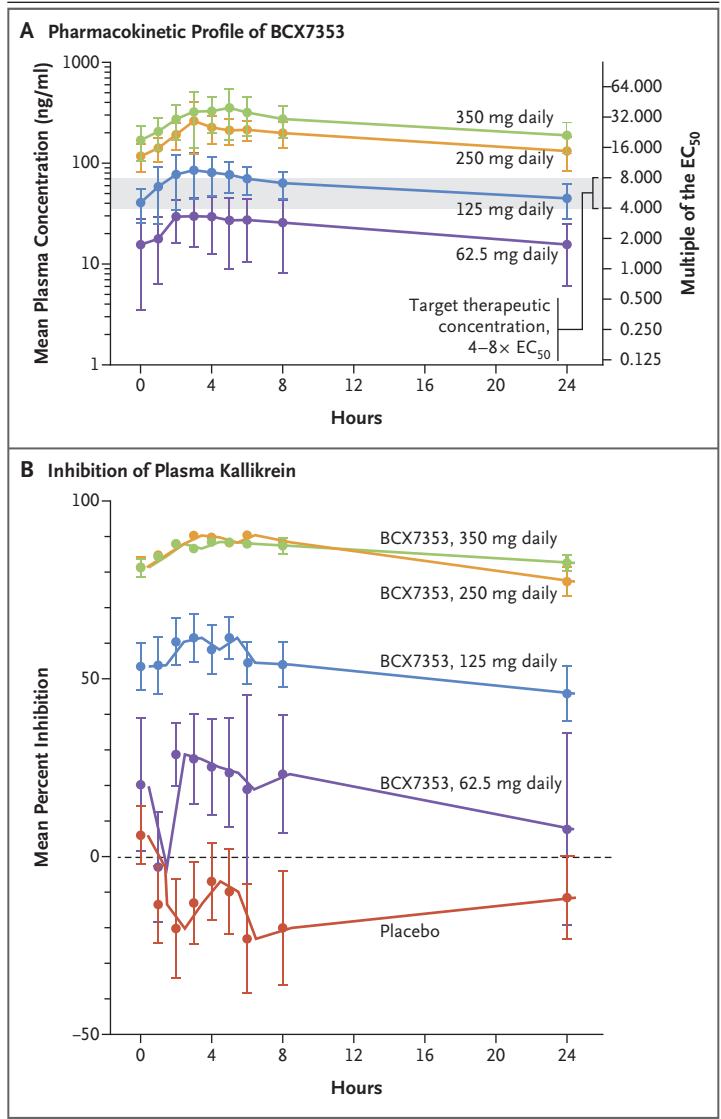 A Pharmacokinetic Profile of BCX7353
Mean Plasma Concentration (ng/ml)
1000
100
10
1
350 mg daily
250 mg daily
125 mg daily
62.5 mg daily
Target therapeutic
concentration,
4–8× EC50
64.000
32.000
16.000
8.000
4.000
2.000
1.000
0.500
0.250
0.125
Multiple of the EC50
0 4 8 12 16 20 24
Hours
B Inhibition of Plasma Kallikrein
Mean Percent Inhibition
100
50
0
–50
BCX7353, 350 mg daily
BCX7353, 250 mg daily
BCX7353, 125 mg daily
BCX7353, 62.5 mg daily
Placebo
0 4 8 12 16 20 24
Hours